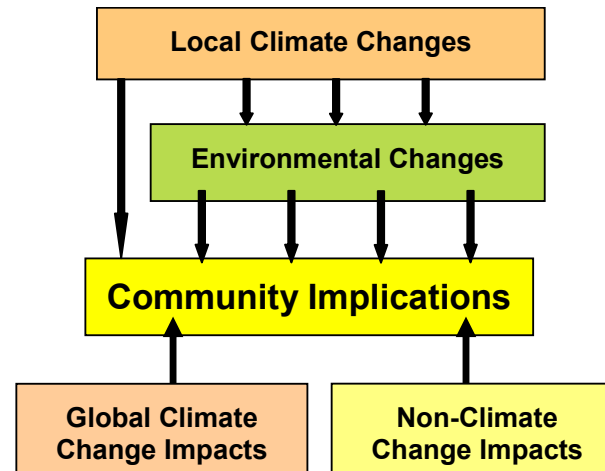 Local Climate Changes
Environmental Changes
Community Implications
Global Climate
Change Impacts
Non-Climate
Change Impacts